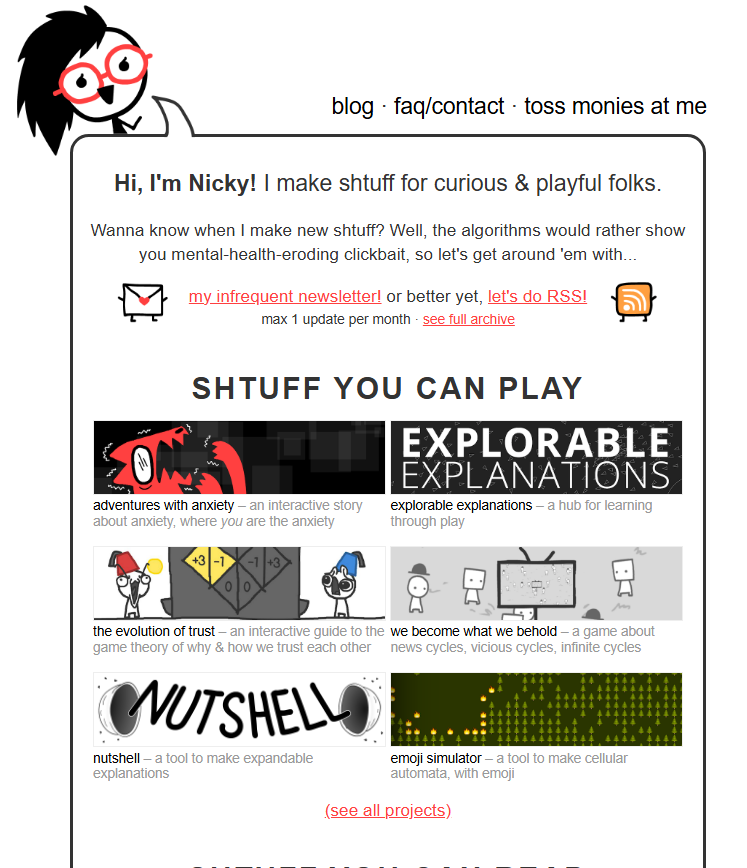 blog · faq/contact · toss monies at me
Hi, I'm Nicky! I make shtuff for curious & playful folks.
Wanna know when I make new shtuff? Well, the algorithms would rather show
you mental-health-eroding clickbait, so let's get around 'em with...
my infrequent newsletter! or better yet, let's do RSS!
max 1 update per month · see full archive
SHTUFF YOU CAN PLAY
EXPLORABLE
EXPLANATIONS
adventures with anxiety – an interactive story
about anxiety, where you are the anxiety
explorable explanations – a hub for learning
through play
+3 -1
-1 +3
0 0
the evolution of trust – an interactive guide to the
game theory of why & how we trust each other
we become what we behold – a game about
news cycles, vicious cycles, infinite cycles
NUTSHELL
nutshell – a tool to make expandable
explanations
emoji simulator – a tool to make cellular
automata, with emoji
(see all projects)